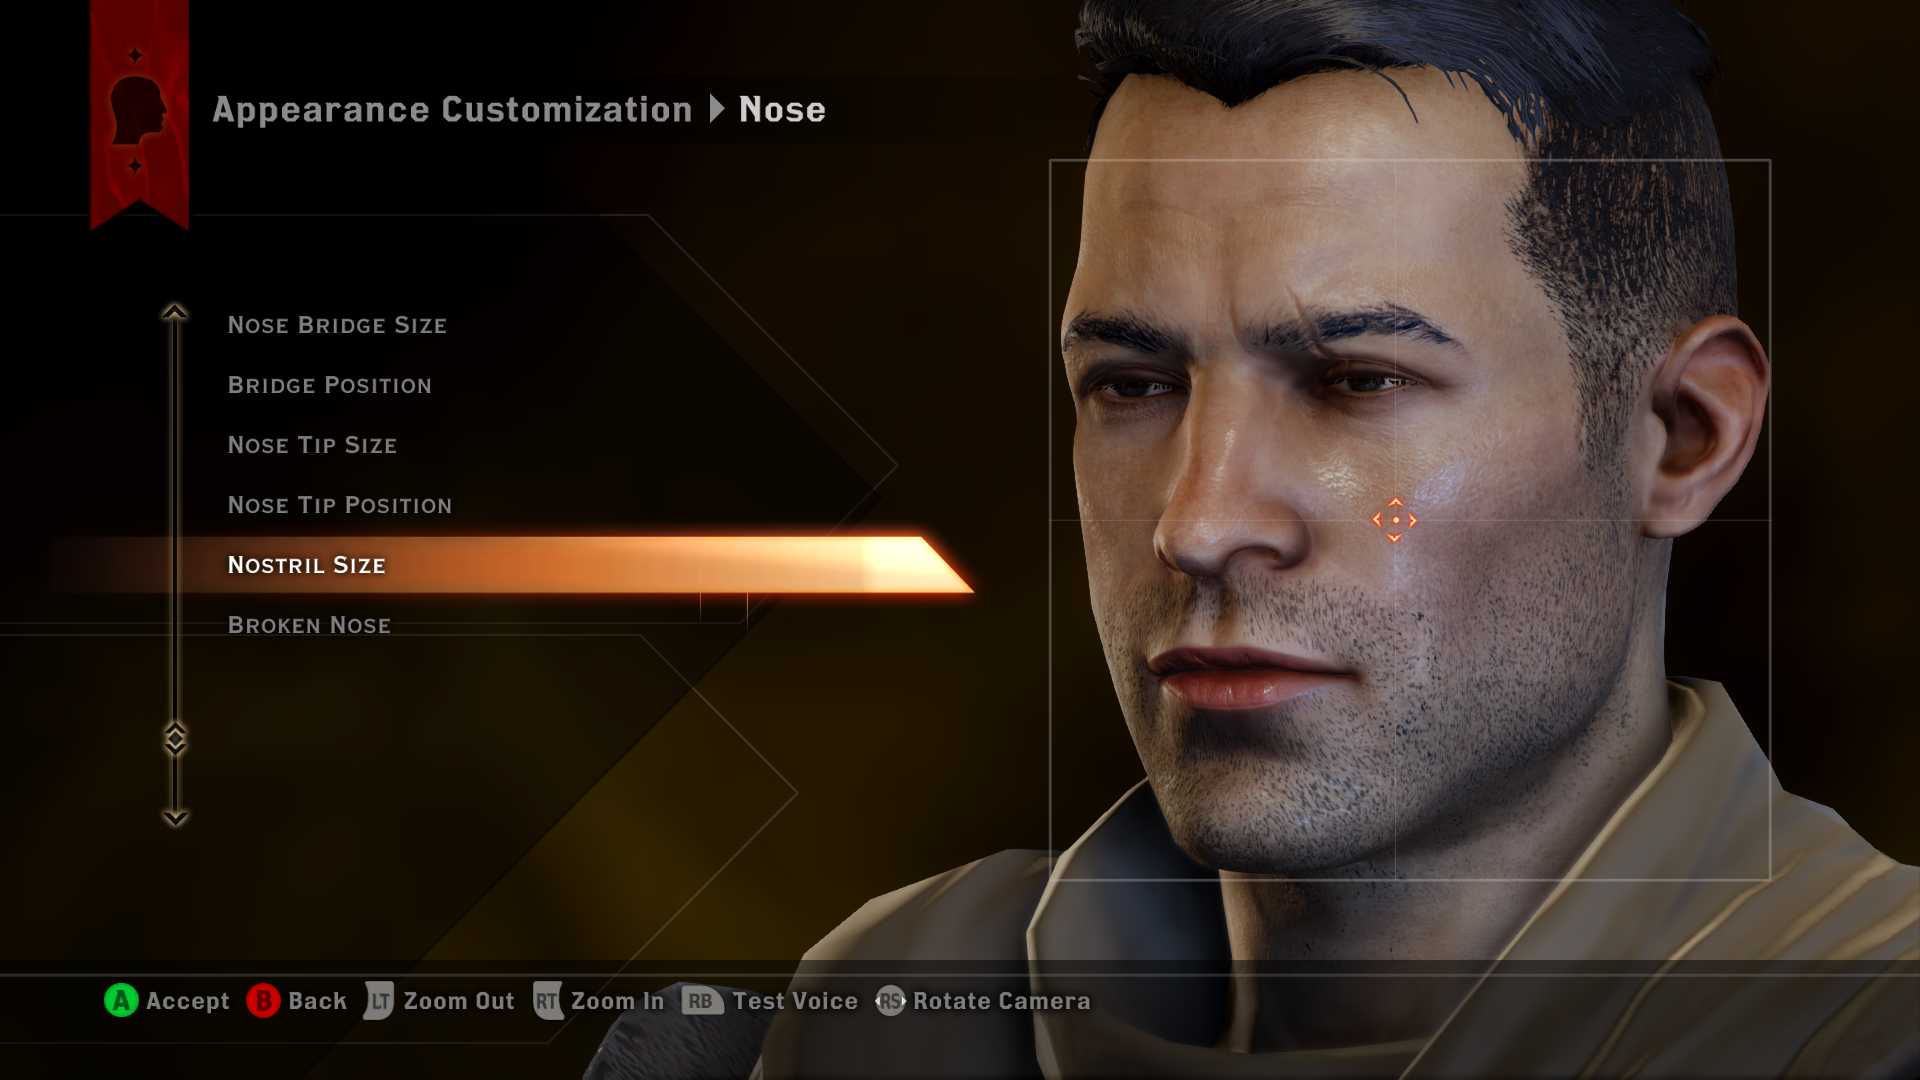 Appearance Customization ▶ Nose
Nose Bridge Size
Bridge Position
Nose Tip Size
Nose Tip Position
Nostril Size
Broken Nose
A Accept B Back LT Zoom Out RT Zoom In RB Test Voice RS Rotate Camera